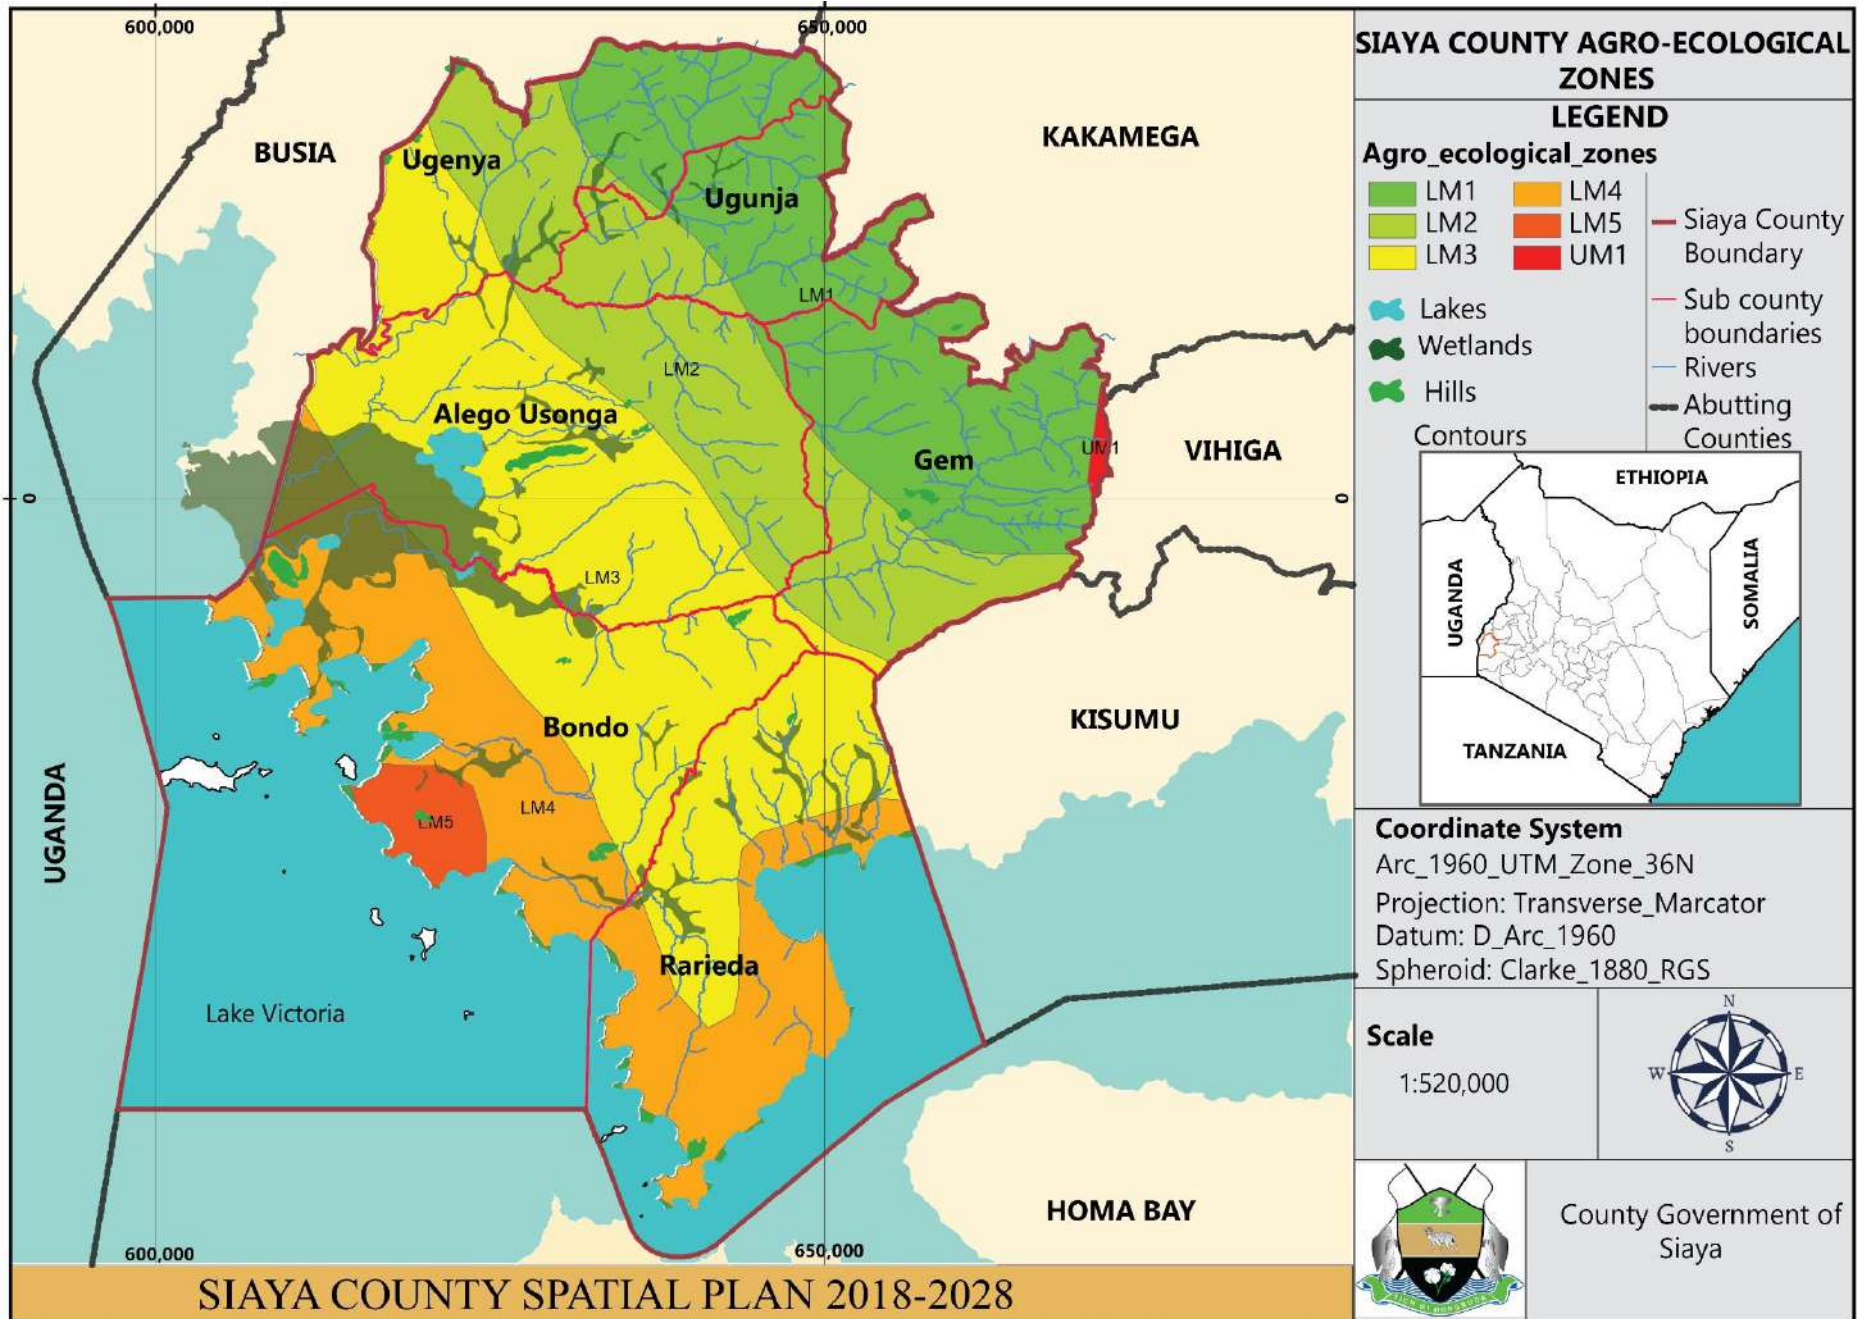 600,000
650,000
BUSIA
KAKAMEGA
Ugenya
Ugunja
LM1
LM2
Alego Usonga
Gem
UM1
VIHIGA
0
0
LM3
Bondo
KISUMU
UGANDA
LM4
LM5
Rarieda
Lake Victoria
HOMA BAY
600,000
650,000
SIAYA COUNTY SPATIAL PLAN 2018-2028
SIAYA COUNTY AGRO-ECOLOGICAL
ZONES
LEGEND
Agro_ecological_zones
LM1
LM2
LM3
LM4
LM5
UM1
Lakes
Wetlands
Hills
Contours
Siaya County
Boundary
Sub county
boundaries
Rivers
Abutting
Counties
ETHIOPIA
UGANDA
SOMALIA
TANZANIA
Coordinate System
Arc_1960_UTM_Zone_36N
Projection: Transverse_Marcator
Datum: D_Arc_1960
Spheroid: Clarke_1880_RGS
Scale
1:520,000
N
W
E
S
County Government of
Siaya